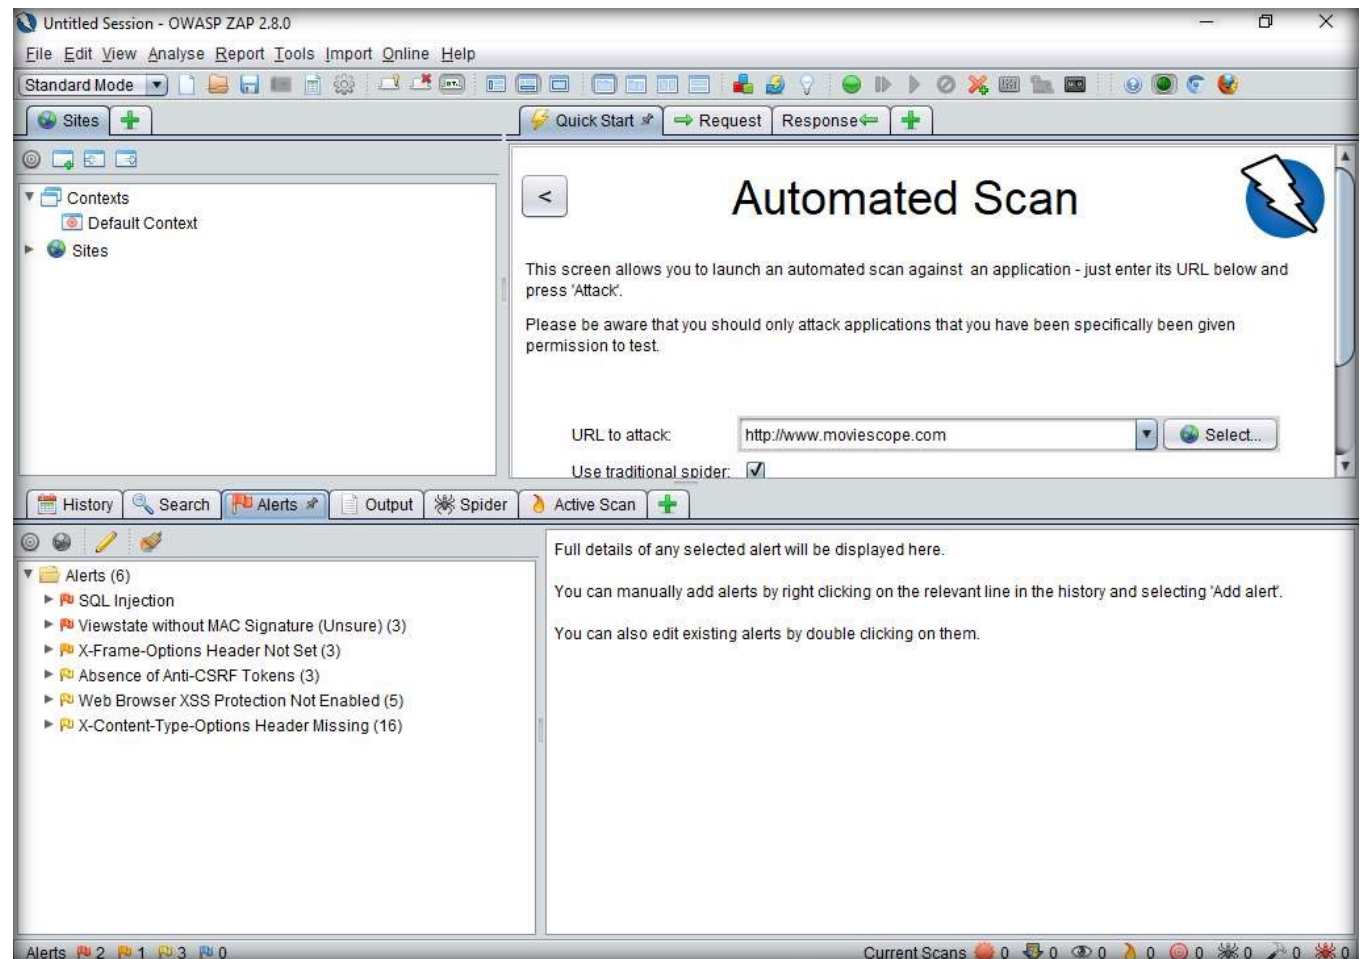 Untitled Session - OWASP ZAP 2.8.0
File Edit View Analyse Report Tools Import Online Help
Standard Mode
Sites
Quick Start
Request
Response
<
Automated Scan
Contexts
Default Context
Sites
This screen allows you to launch an automated scan against an application - just enter its URL below and
press 'Attack'.
Please be aware that you should only attack applications that you have been specifically been given
permission to test.
URL to attack: http://www.moviescope.com Select...
Use traditional spider:
History Search Alerts Output Spider Active Scan
Alerts (6)
SQL Injection
Viewstate without MAC Signature (Unsure) (3)
X-Frame-Options Header Not Set (3)
Absence of Anti-CSRF Tokens (3)
Web Browser XSS Protection Not Enabled (5)
X-Content-Type-Options Header Missing (16)
Full details of any selected alert will be displayed here.
You can manually add alerts by right clicking on the relevant line in the history and selecting 'Add alert'.
You can also edit existing alerts by double clicking on them.
Alerts 2 1 3 0
Current Scans 0 0 0 0 0 0 0 0